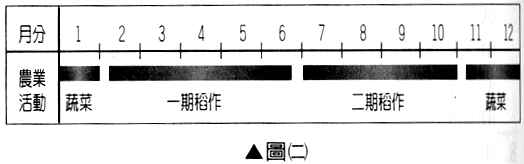 月分 1 2 3 4 5 6 7 8 9 10 11 12
農業活動 蔬菜 一期稻作 二期稻作 蔬菜
▲圖㈡